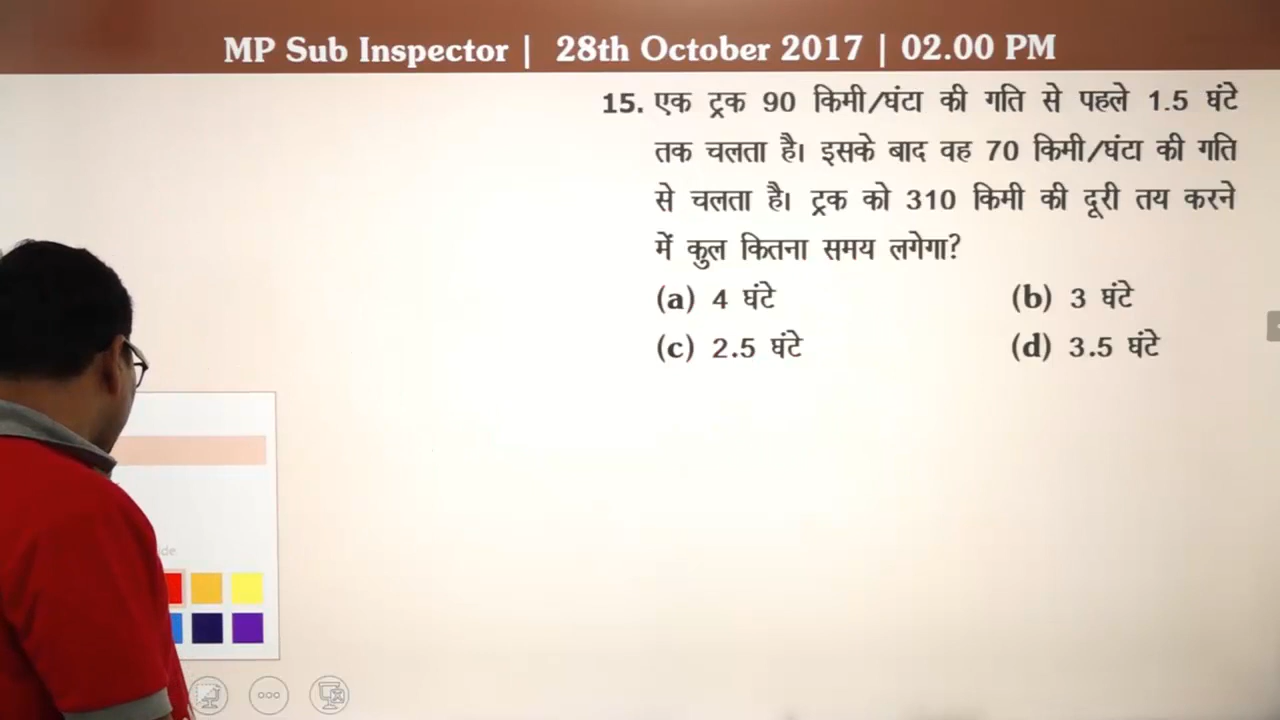 MP Sub Inspector | 28th October 2017 | 02.00 PM
15. एक ट्रक 90 किमी/घंटा की गति से पहले 1.5 घंटे
तक चलता है। इसके बाद वह 70 किमी/घंटा की गति
से चलता है। ट्रक को 310 किमी की दूरी तय करने
में कुल कितना समय लगेगा?
(a) 4 घंटे (b) 3 घंटे
(c) 2.5 घंटे (d) 3.5 घंटे